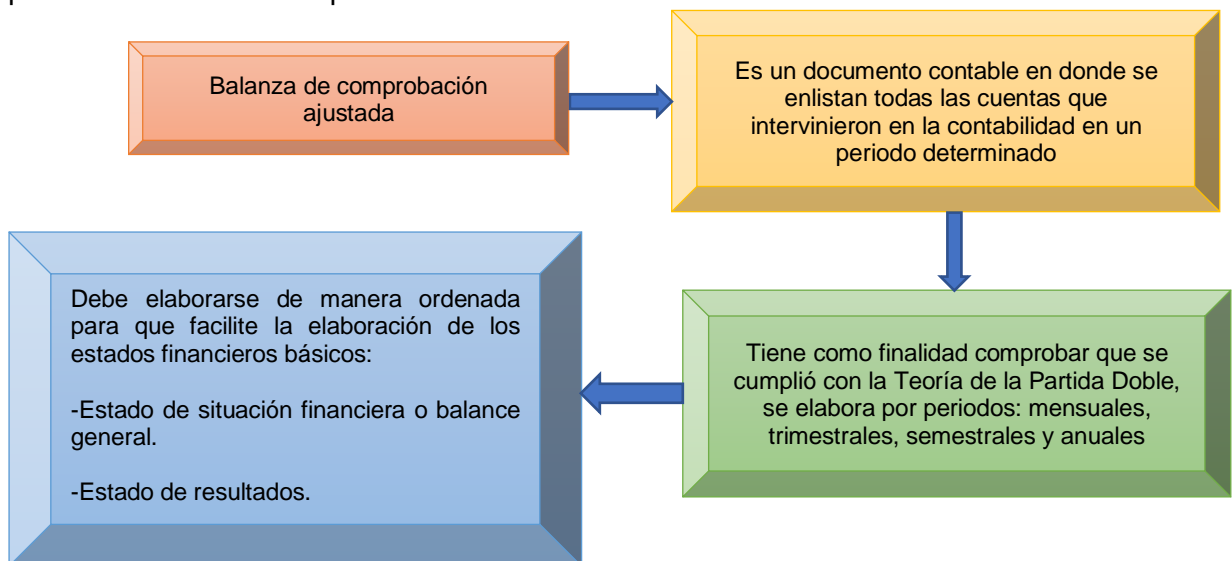 Balanza de comprobación
ajustada
Es un documento contable en donde se
enlistan todas las cuentas que
intervinieron en la contabilidad en un
periodo determinado
Tiene como finalidad comprobar que se
cumplió con la Teoría de la Partida Doble,
se elabora por periodos: mensuales,
trimestrales, semestrales y anuales
Debe elaborarse de manera ordenada
para que facilite la elaboración de los
estados financieros básicos:
-Estado de situación financiera o balance
general.
-Estado de resultados.